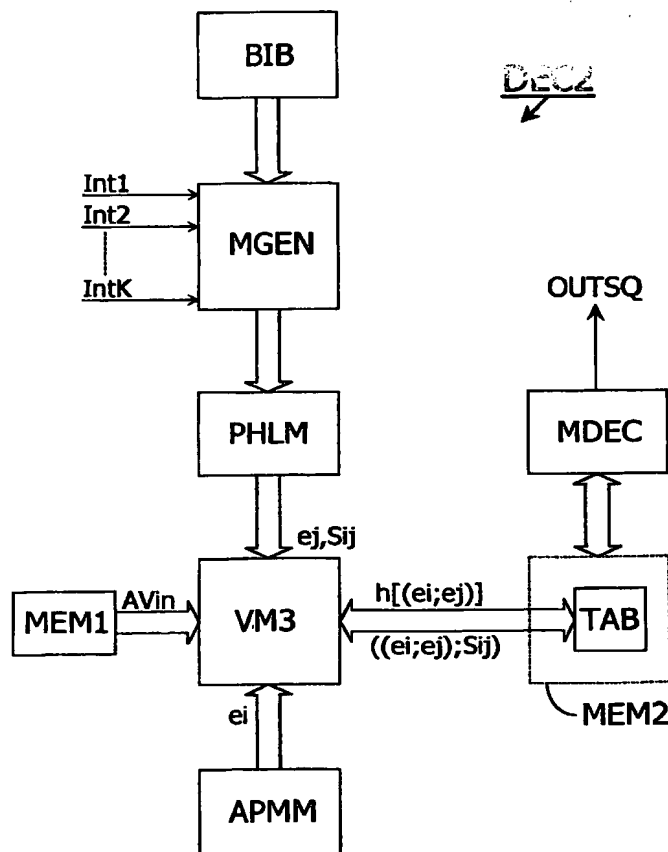 BIB
DEC2
Int1
Int2
IntK
MGEN
OUTSQ
PHLM
MDEC
ej,Sij
AVin
MEM1
VM3
h[(ei;ej)]
((ei;ej);Sij)
TAB
MEM2
ei
APMM